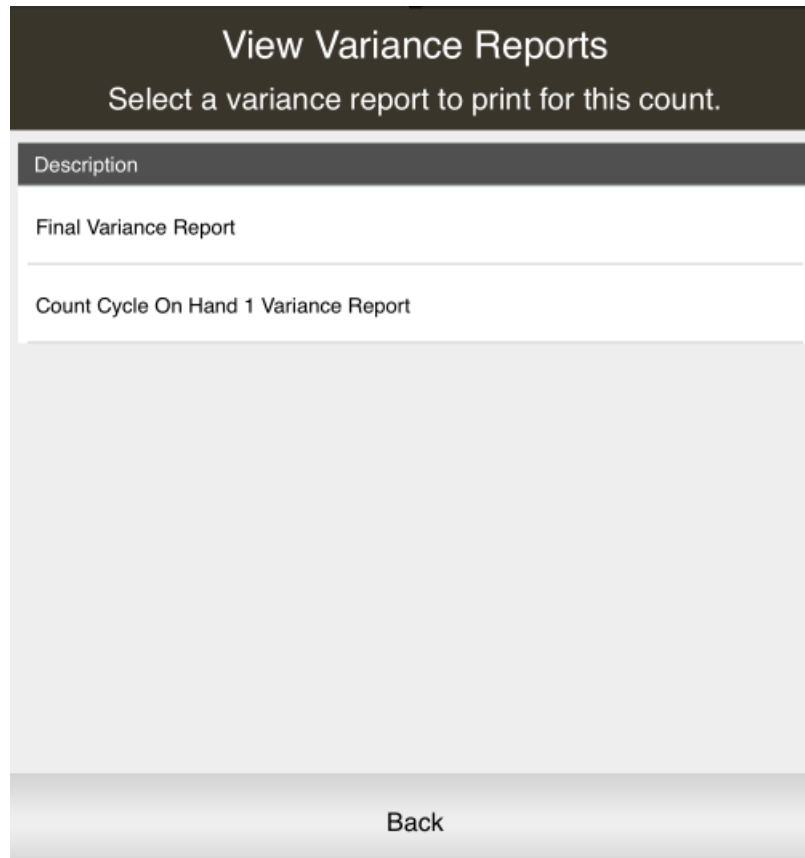 View Variance Reports
Select a variance report to print for this count.
Description
Final Variance Report
Count Cycle On Hand 1 Variance Report
Back